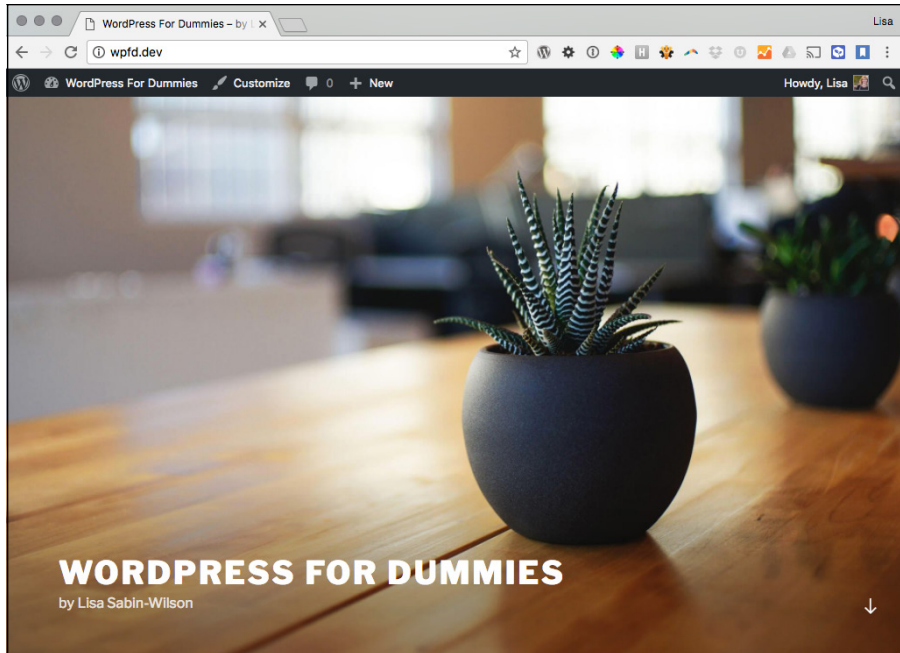 WordPress For Dummies – by
Lisa
wpfd.dev
WordPress For Dummies Customize 0 New
Howdy, Lisa
WORDPRESS FOR DUMMIES
by Lisa Sabin-Wilson